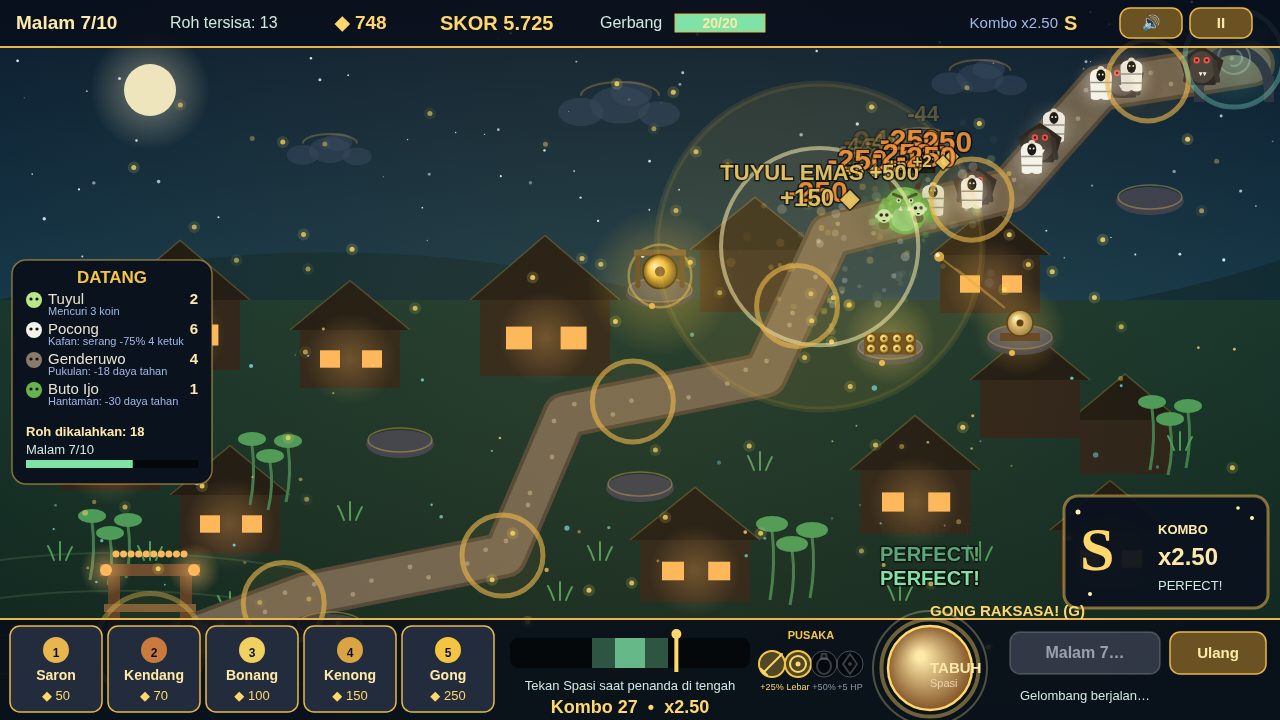 Malam 7/10
Roh tersisa: 13
◆ 748
SKOR 5.725
Gerbang
20/20
Kombo x2.50 S
-44
-250
TUYUL EMAS +500
+2 ◆
+150 ◆
DATANG
Tuyul 2
Mencuri 3 koin
Pocong 6
Kafan: serang -75% 4 ketuk
Genderuwo 4
Pukulan: -18 daya tahan
Buto Ijo 1
Hantaman: -30 daya tahan
Roh dikalahkan: 18
Malam 7/10
PERFECT!
PERFECT!
S
KOMBO
x2.50
PERFECT!
GONG RAKSASA! (G)
1
Saron
◆ 50
2
Kendang
◆ 70
3
Bonang
◆ 100
4
Kenong
◆ 150
5
Gong
◆ 250
Tekan Spasi saat penanda di tengah
Kombo 27 • x2.50
PUSAKA
+25% Lebar +50% +5 HP
TABUH
Spasi
Malam 7…
Ulang
Gelombang berjalan…